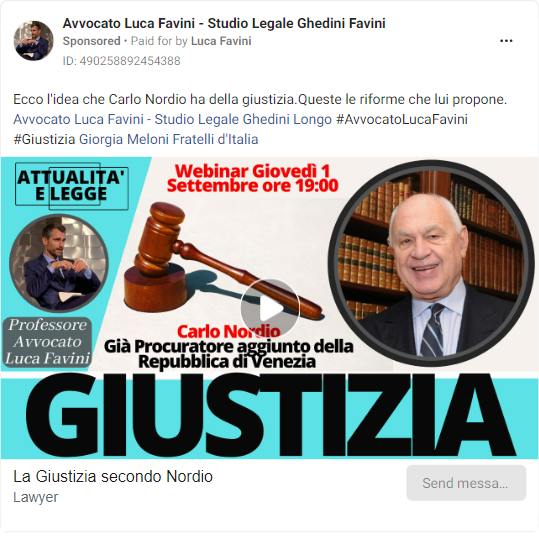 Avvocato Luca Favini - Studio Legale Ghedini Favini
Sponsored • Paid for by Luca Favini
ID: 490258892454388
Ecco l'idea che Carlo Nordio ha della giustizia.Queste le riforme che lui propone.
Avvocato Luca Favini - Studio Legale Ghedini Longo #AvvocatoLucaFavini
#Giustizia Giorgia Meloni Fratelli d'Italia
ATTUALITA'
E LEGGE
Webinar Giovedì 1
Settembre ore 19:00
Professore
Avvocato
Luca Favini
Carlo Nordio
Già Procuratore aggiunto della
Repubblica di Venezia
GIUSTIZIA
La Giustizia secondo Nordio
Lawyer
Send messa...